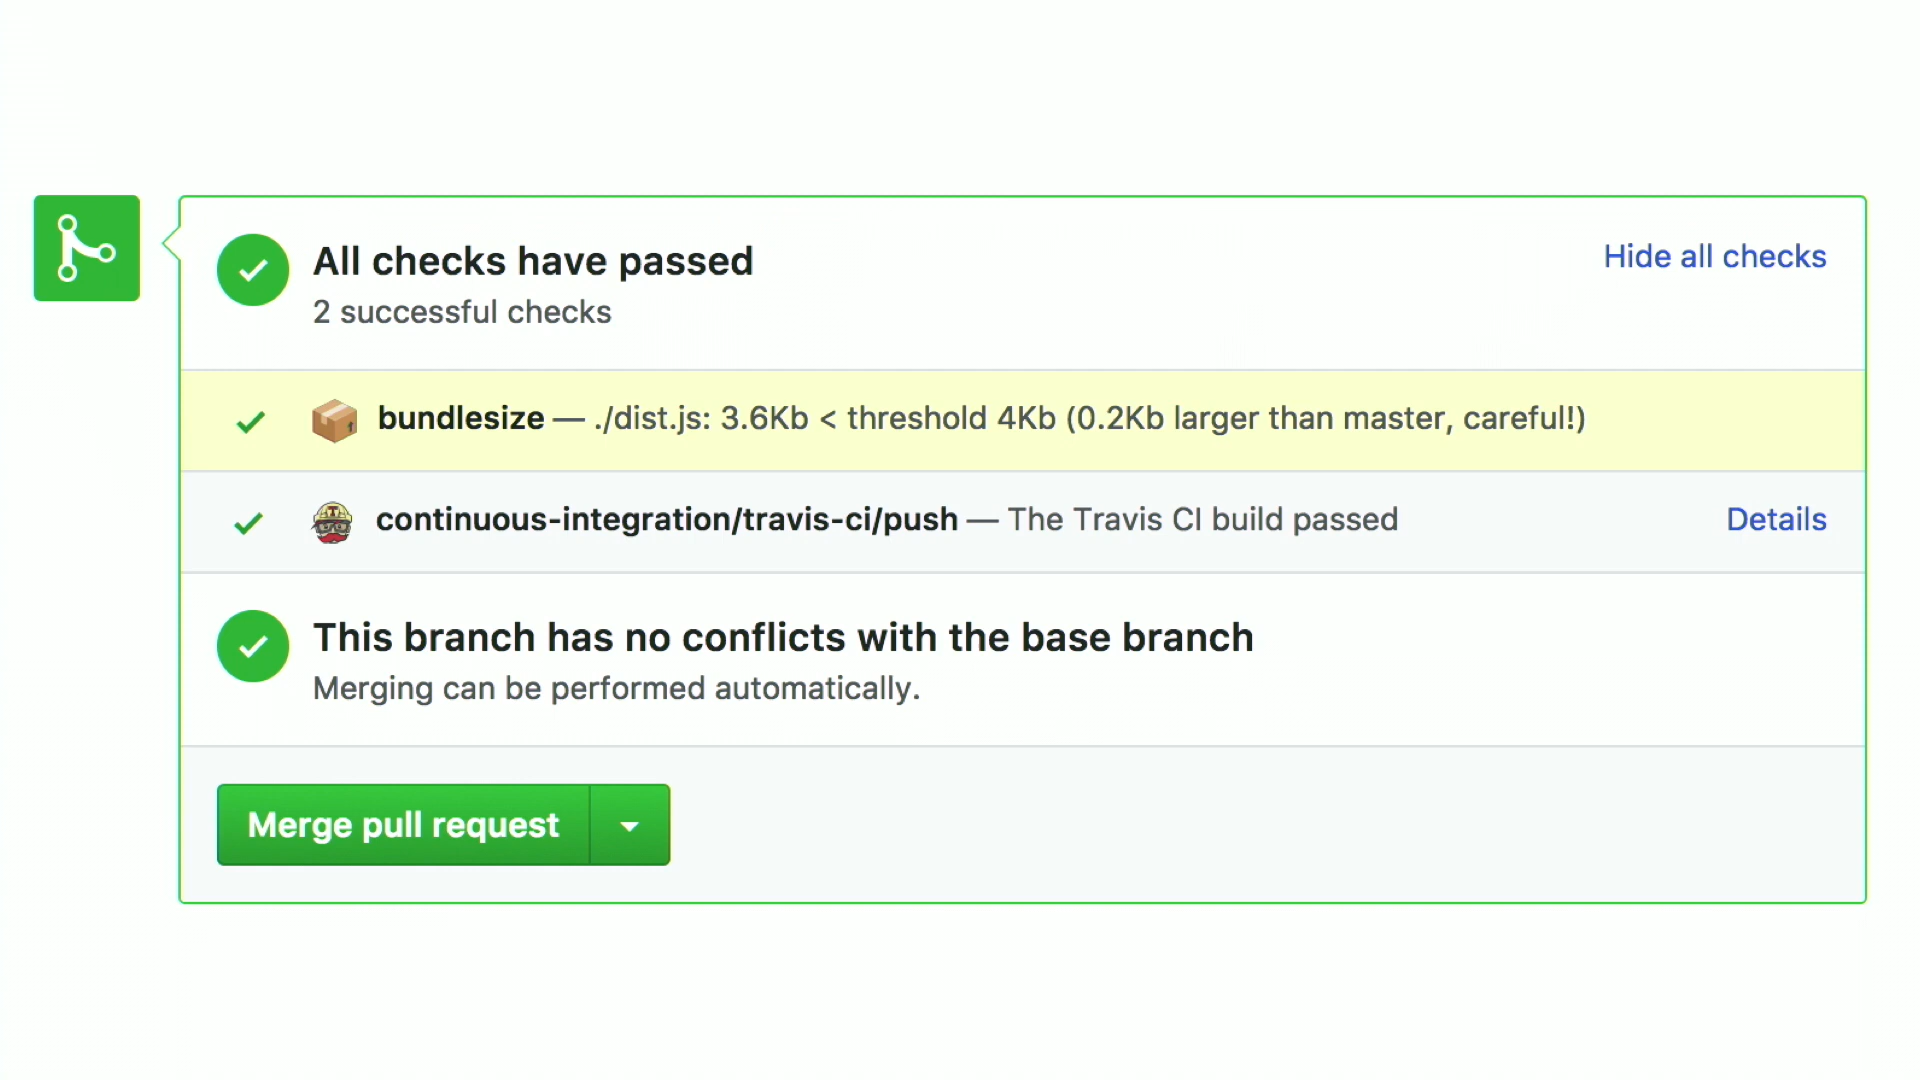 All checks have passed
Hide all checks
2 successful checks
bundlesize — ./dist.js: 3.6Kb < threshold 4Kb (0.2Kb larger than master, careful!)
continuous-integration/travis-ci/push — The Travis CI build passed
Details
This branch has no conflicts with the base branch
Merging can be performed automatically.
Merge pull request